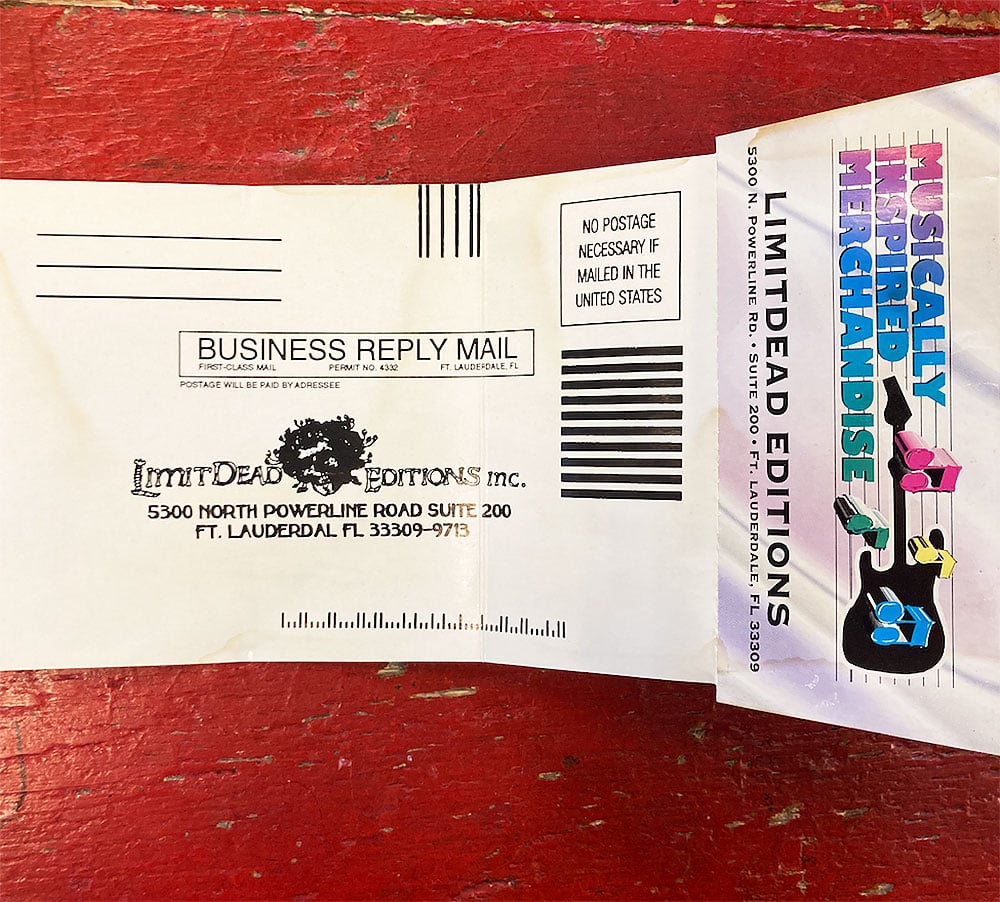 NO POSTAGE
NECESSARY IF
MAILED IN THE
UNITED STATES
BUSINESS REPLY MAIL
FIRST-CLASS MAIL PERMIT NO. 4332 FT. LAUDERDALE, FL
POSTAGE WILL BE PAID BY ADRESSEE
LIMITDEAD EDITIONS INC.
5300 NORTH POWERLINE ROAD SUITE 200
FT. LAUDERDAL FL 33309-9713
MUSICALLY
INSPIRED
MERCHANDISE
LIMITDEAD EDITIONS
5300 N. POWERLINE RD. • SUITE 200 • FT. LAUDERDALE, FL 33309